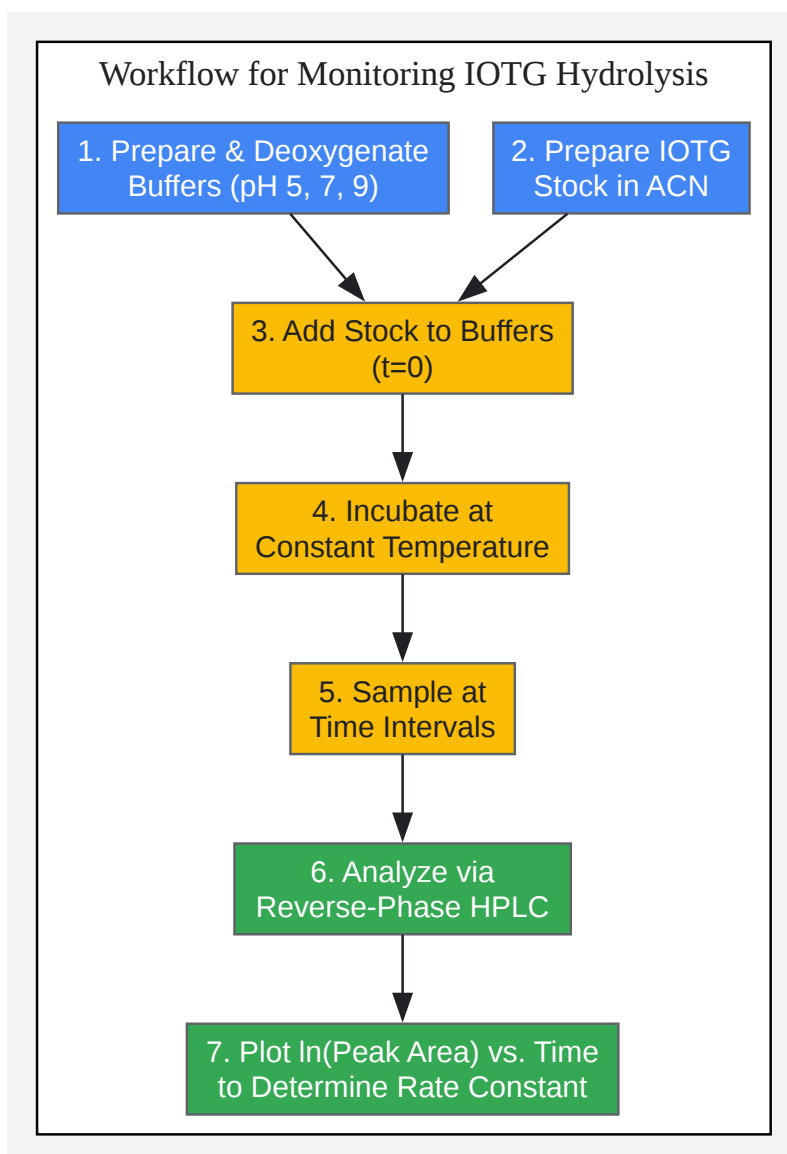 Workflow for Monitoring IOTG Hydrolysis
1. Prepare & Deoxygenate
Buffers (pH 5, 7, 9)
2. Prepare IOTG
Stock in ACN
3. Add Stock to Buffers
(t=0)
4. Incubate at
Constant Temperature
5. Sample at
Time Intervals
6. Analyze via
Reverse-Phase HPLC
7. Plot ln(Peak Area) vs. Time
to Determine Rate Constant